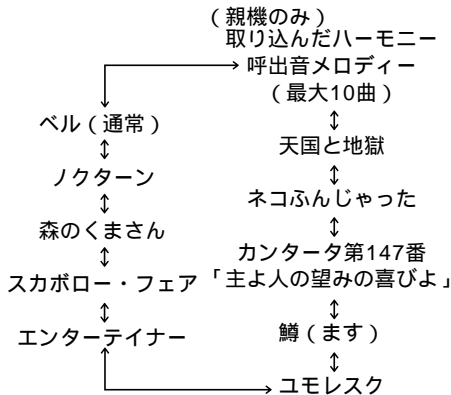 （親機のみ）
取り込んだハーモニー
呼出音メロディー
（最大10曲）
ベル（通常）
ノクターン
森のくまさん
スカボロー・フェア
エンターテイナー
天国と地獄
ネコふんじゃった
カンタータ第147番
「主よ人の望みの喜びよ」
鱒（ます）
ユモレスク